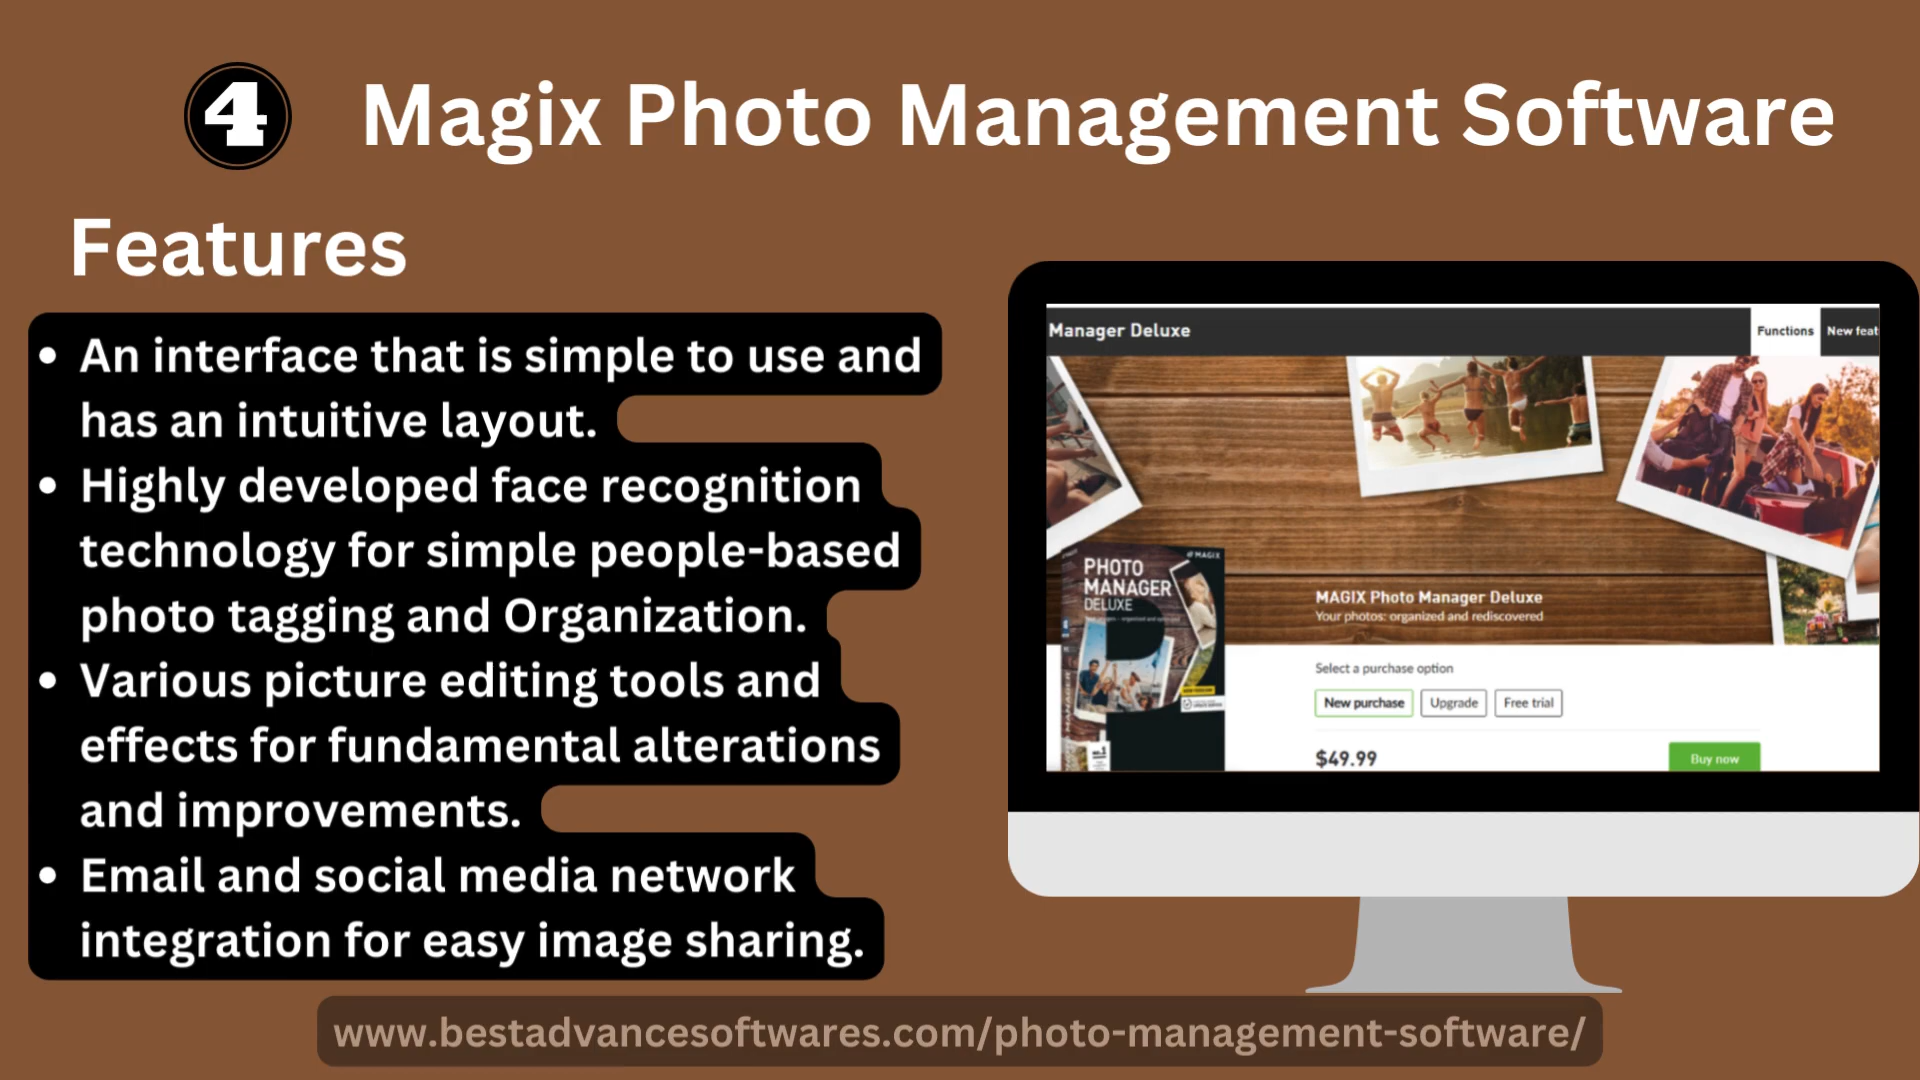 4 Magix Photo Management Software
Features
• An interface that is simple to use and
has an intuitive layout.
• Highly developed face recognition
technology for simple people-based
photo tagging and Organization.
• Various picture editing tools and
effects for fundamental alterations
and improvements.
• Email and social media network
integration for easy image sharing.
Manager Deluxe
Functions
New feat
MAGIX
PHOTO
MANAGER
DELUXE
MAGIX Photo Manager Deluxe
Your photos: organized and rediscovered
Select a purchase option
New purchase
Upgrade
Free trial
$49.99
Buy now
www.bestadvancesoftwares.com/photo-management-software/